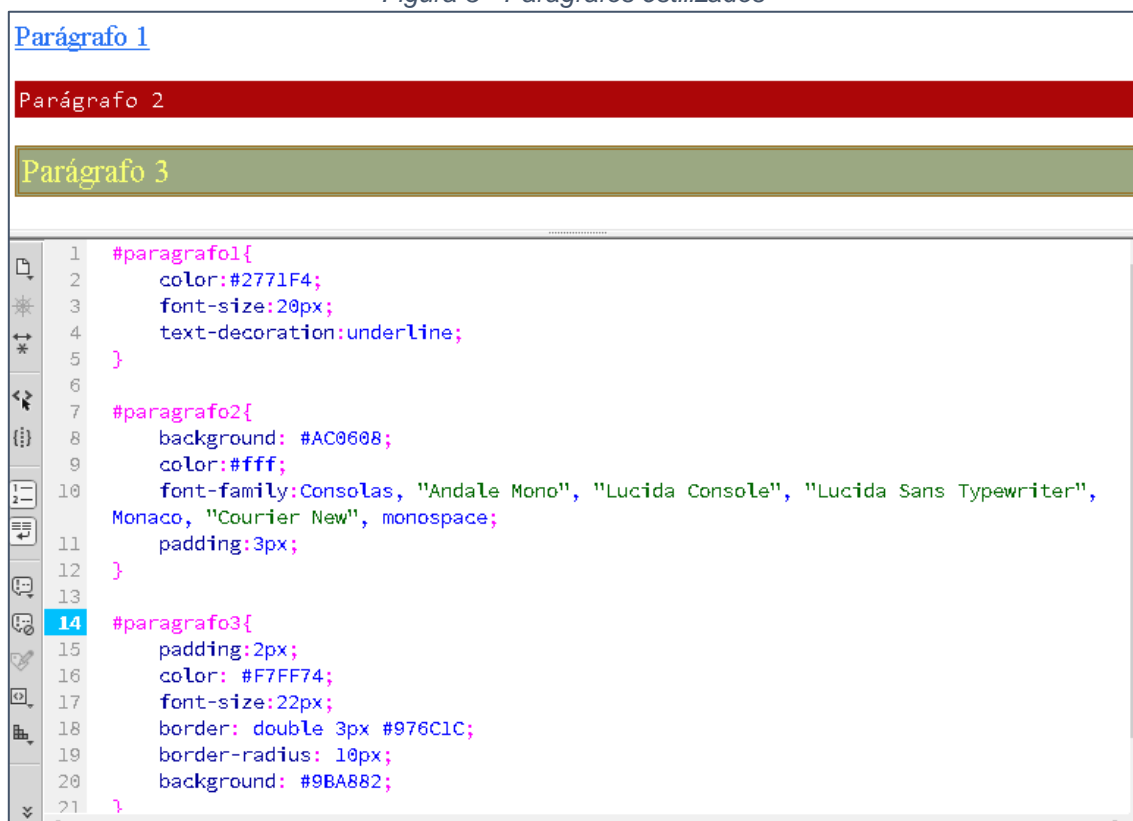 Parágrafo 1
Parágrafo 2
Parágrafo 3
1 #paragrafo1{
2 color:#2771F4;
3 font-size:20px;
4 text-decoration:underline;
5 }
6
7 #paragrafo2{
8 background: #AC0608;
9 color:#fff;
10 font-family:Consolas, "Andale Mono", "Lucida Console", "Lucida Sans Typewriter",
Monaco, "Courier New", monospace;
11 padding:3px;
12 }
13
14 #paragrafo3{
15 padding:2px;
16 color: #F7FF74;
17 font-size:22px;
18 border: double 3px #976C1C;
19 border-radius: 10px;
20 background: #9BA882;
21 }